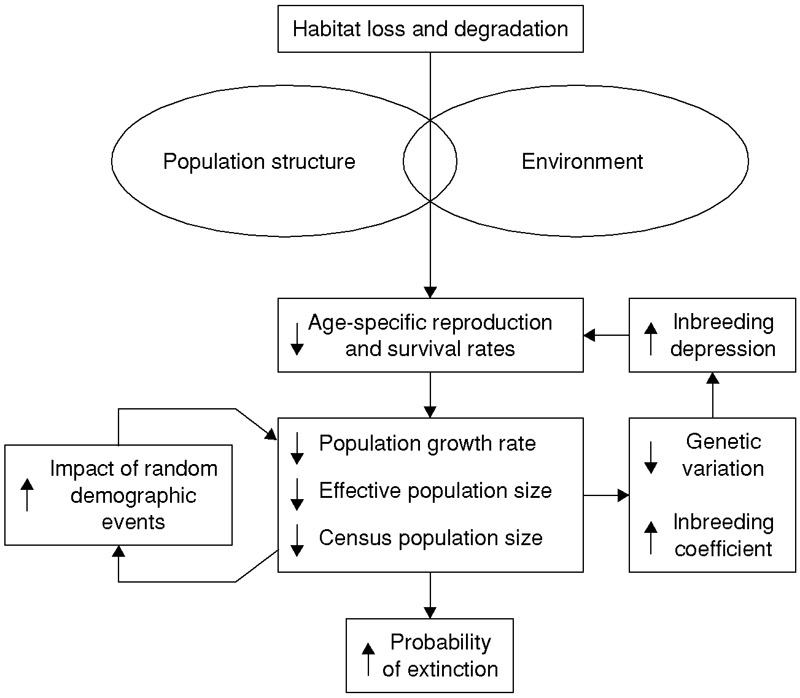 Habitat loss and degradation
Population structure
Environment
Age-specific reproduction
and survival rates
Inbreeding
depression
Population growth rate
Effective population size
Census population size
Genetic
variation
Inbreeding
coefficient
Impact of random
demographic
events
Probability
of extinction